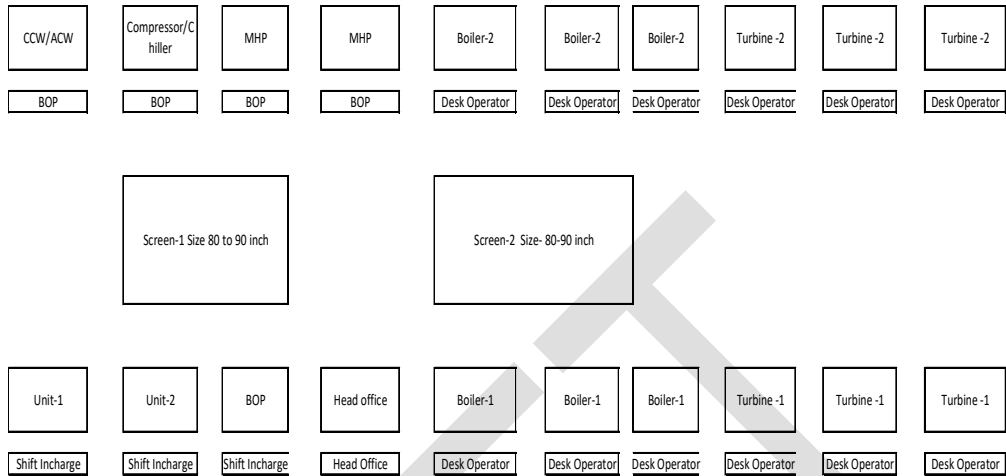 CCW/ACW
Compressor/C
hiller
MHP
MHP
Boiler-2
Boiler-2
Boiler-2
Turbine -2
Turbine -2
Turbine -2
BOP
BOP
BOP
BOP
Desk Operator
Desk Operator
Desk Operator
Desk Operator
Desk Operator
Desk Operator
Screen-1 Size 80 to 90 inch
Screen-2 Size- 80-90 inch
Unit-1
Unit-2
BOP
Head office
Boiler-1
Boiler-1
Boiler-1
Turbine -1
Turbine -1
Turbine -1
Shift Incharge
Shift Incharge
Shift Incharge
Head Office
Desk Operator
Desk Operator
Desk Operator
Desk Operator
Desk Operator
Desk Operator